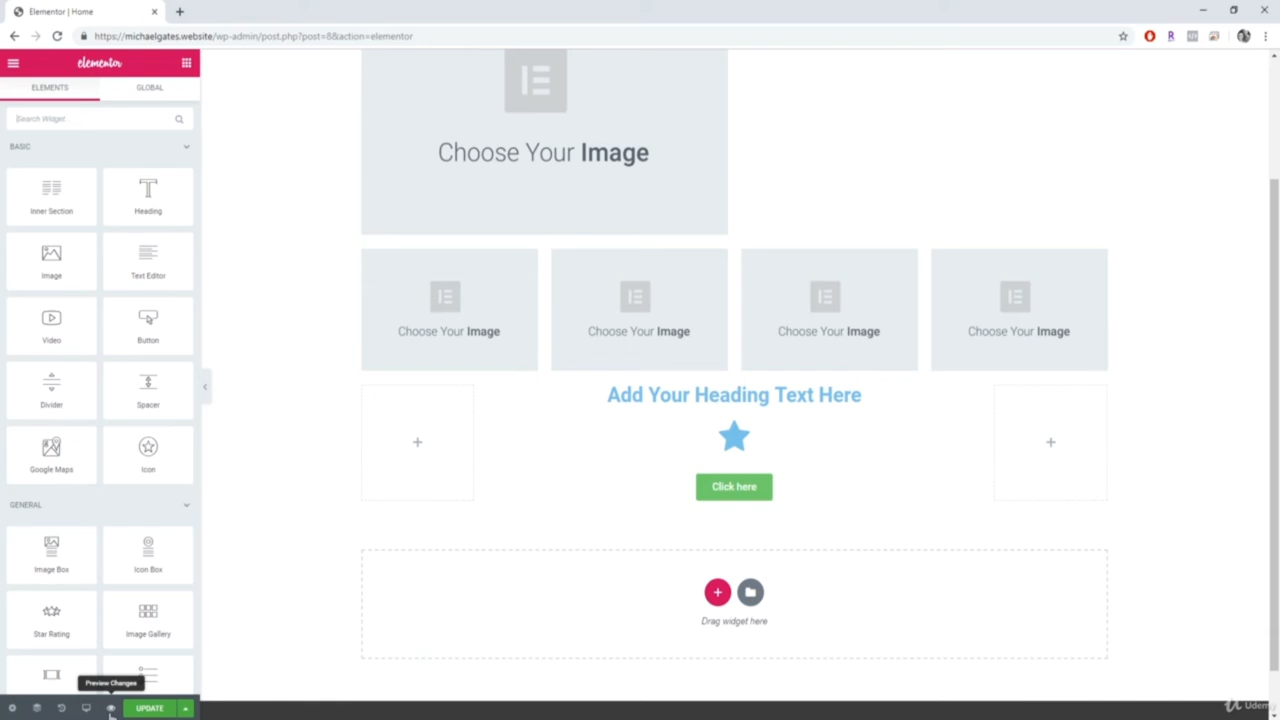 Elementor | Home
https://michaelgates.website/wp-admin/post.php?post=8&action=elementor
elementor
ELEMENTS
GLOBAL
Search Widget...
BASIC
Inner Section
Heading
Image
Text Editor
Video
Button
Divider
Spacer
Google Maps
Icon
GENERAL
Image Box
Icon Box
Star Rating
Image Gallery
Preview Changes
UPDATE
Choose Your Image
Choose Your Image
Choose Your Image
Choose Your Image
Choose Your Image
Add Your Heading Text Here
Click here
Drag widget here
Udemy